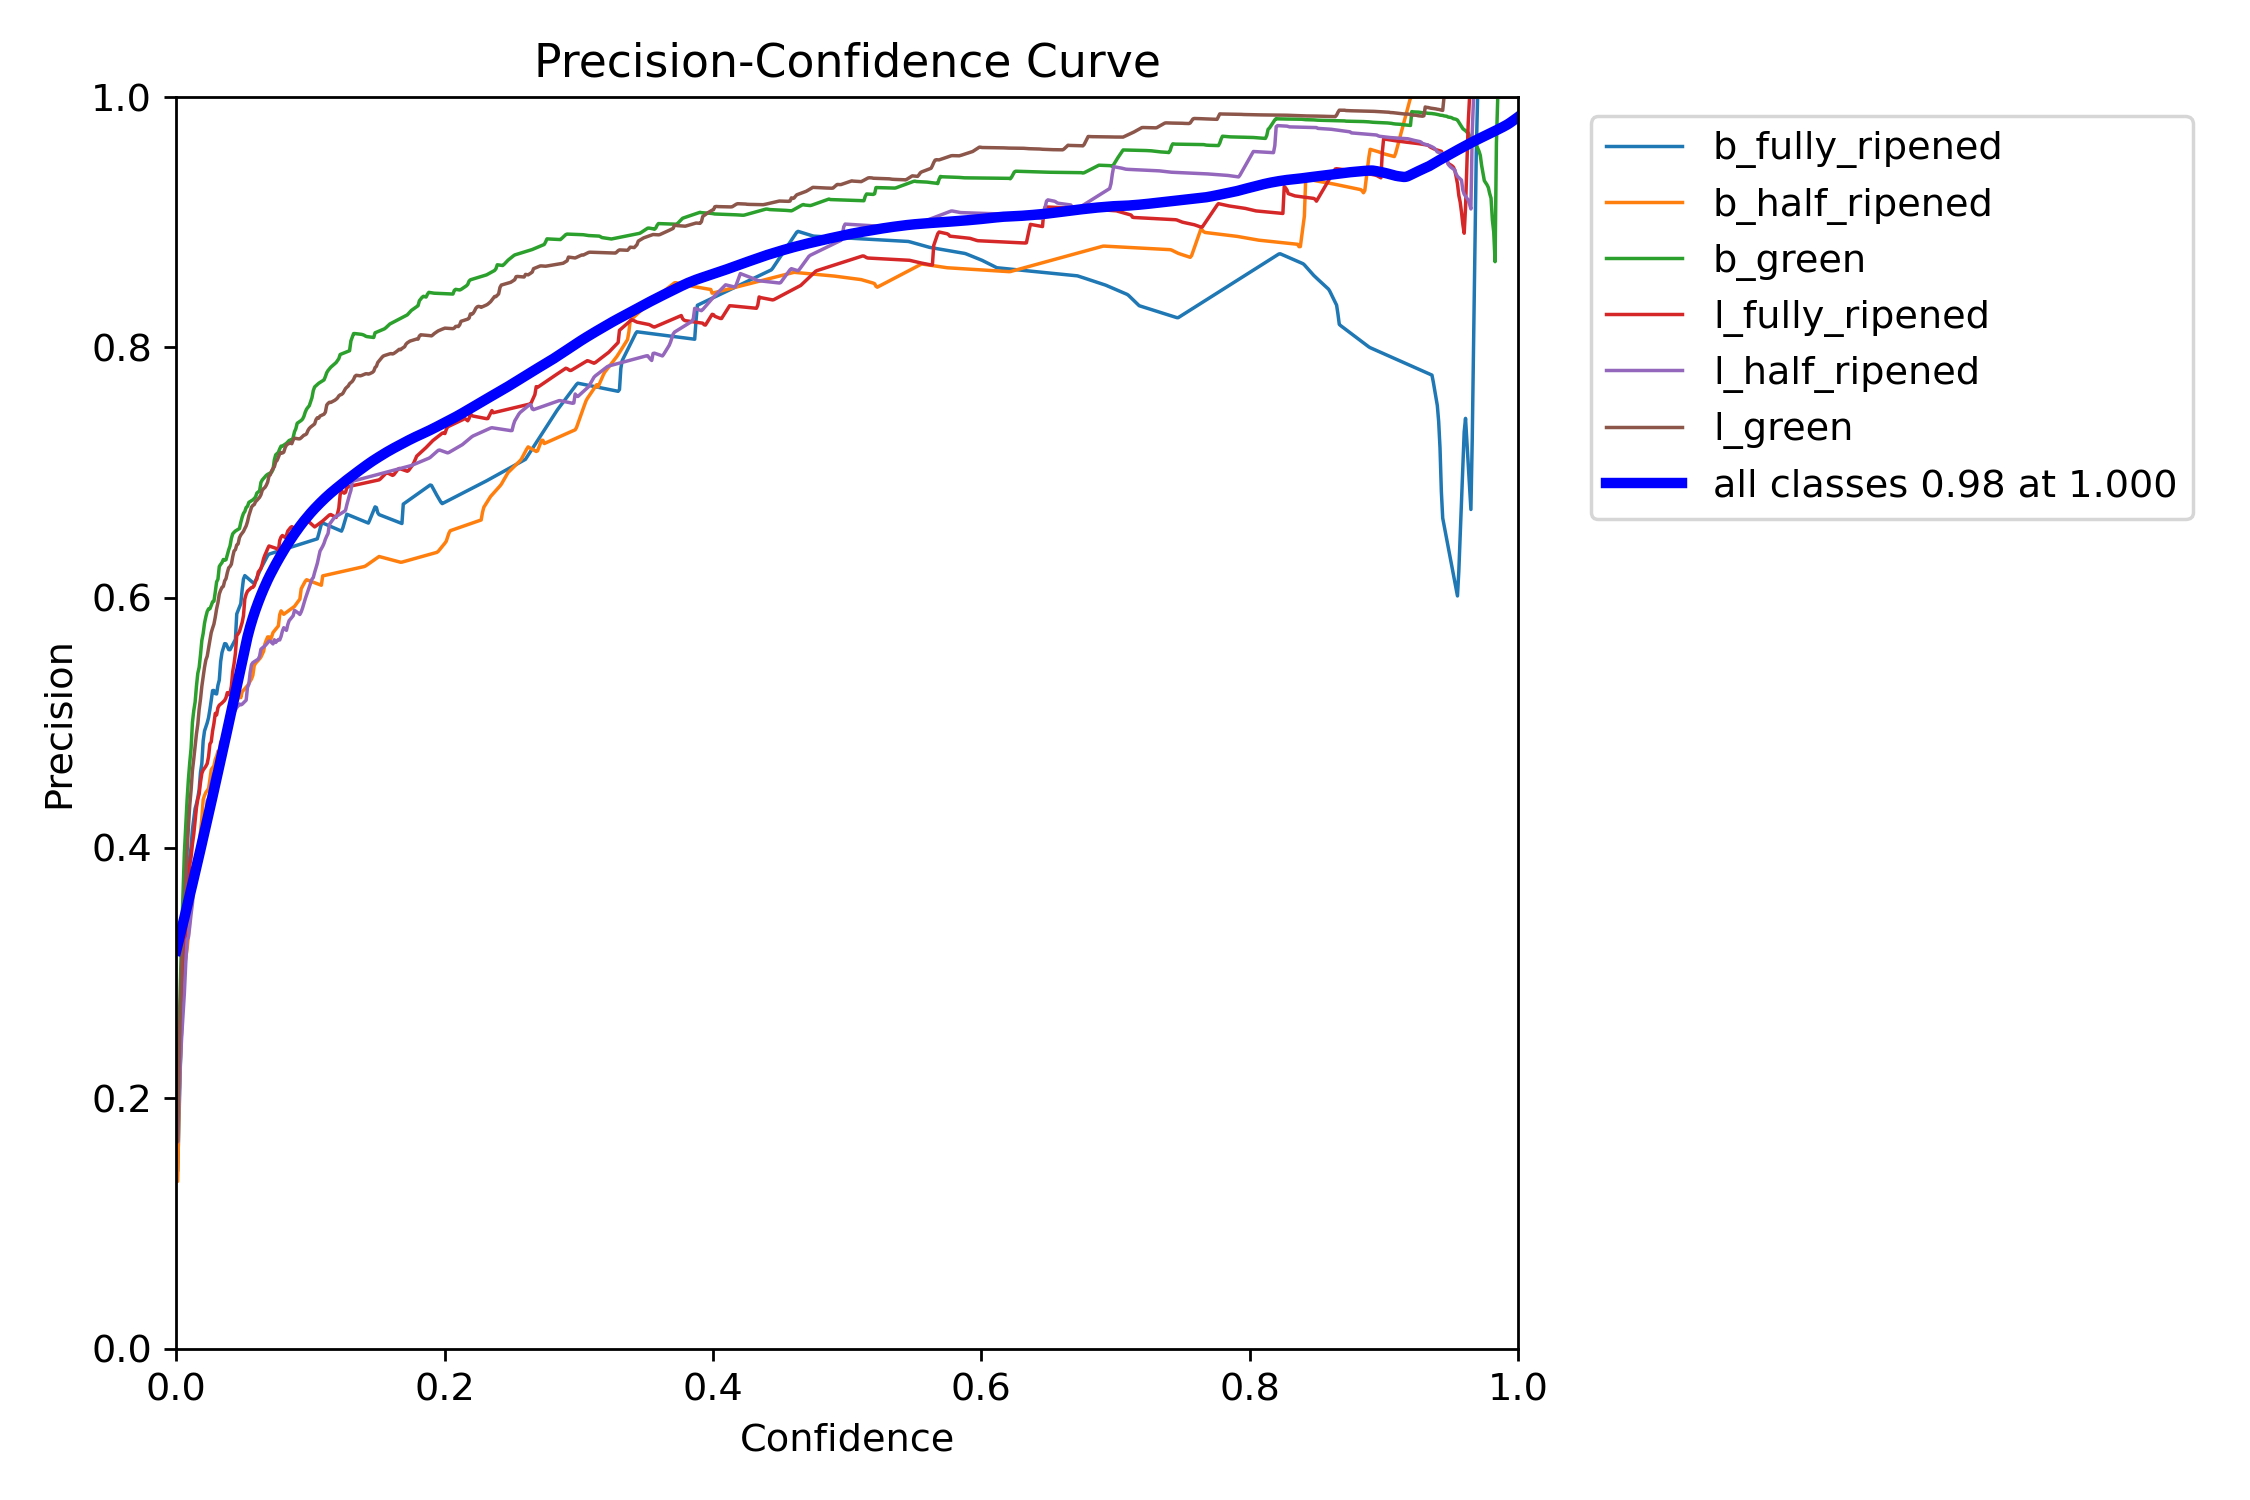 Precision-Confidence Curve
1.0
0.8
0.6
0.4
0.2
0.0
Precision
0.0 0.2 0.4 0.6 0.8 1.0
Confidence
b_fully_ripened
b_half_ripened
b_green
l_fully_ripened
l_half_ripened
l_green
all classes 0.98 at 1.000